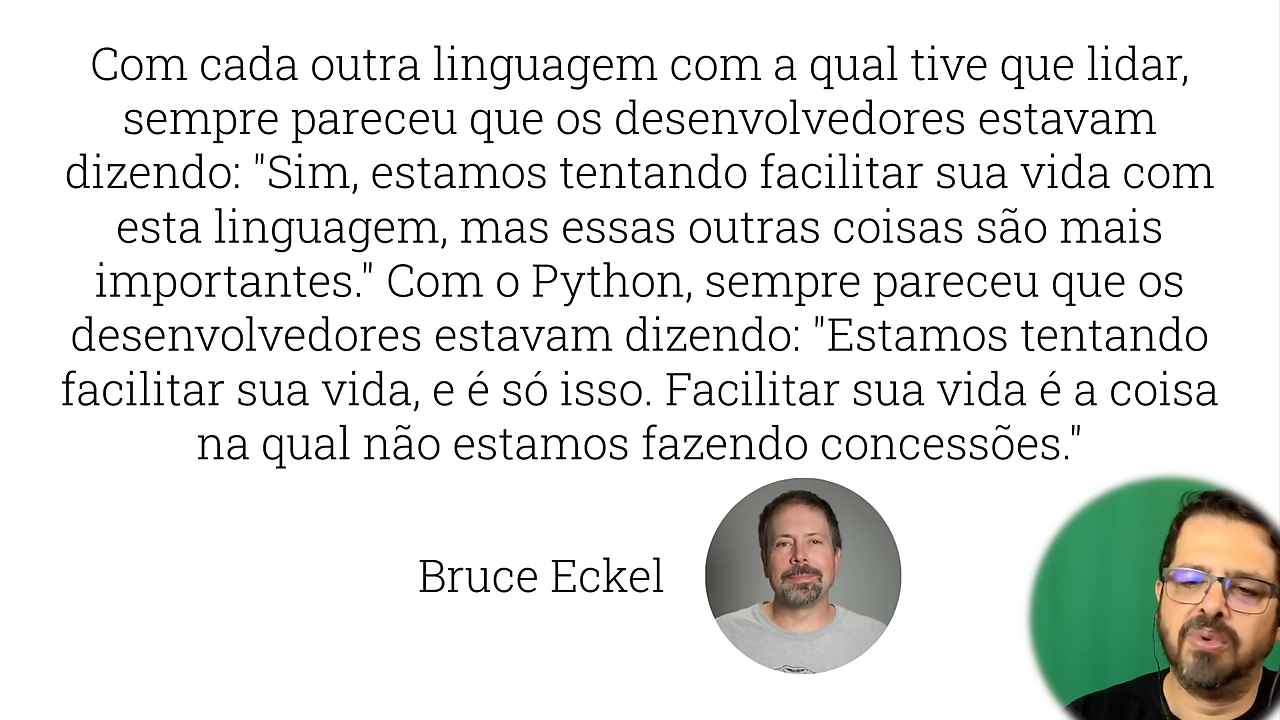 Com cada outra linguagem com a qual tive que lidar,
sempre pareceu que os desenvolvedores estavam
dizendo: "Sim, estamos tentando facilitar sua vida com
esta linguagem, mas essas outras coisas são mais
importantes." Com o Python, sempre pareceu que os
desenvolvedores estavam dizendo: "Estamos tentando
facilitar sua vida, e é só isso. Facilitar sua vida é a coisa
na qual não estamos fazendo concessões."
Bruce Eckel